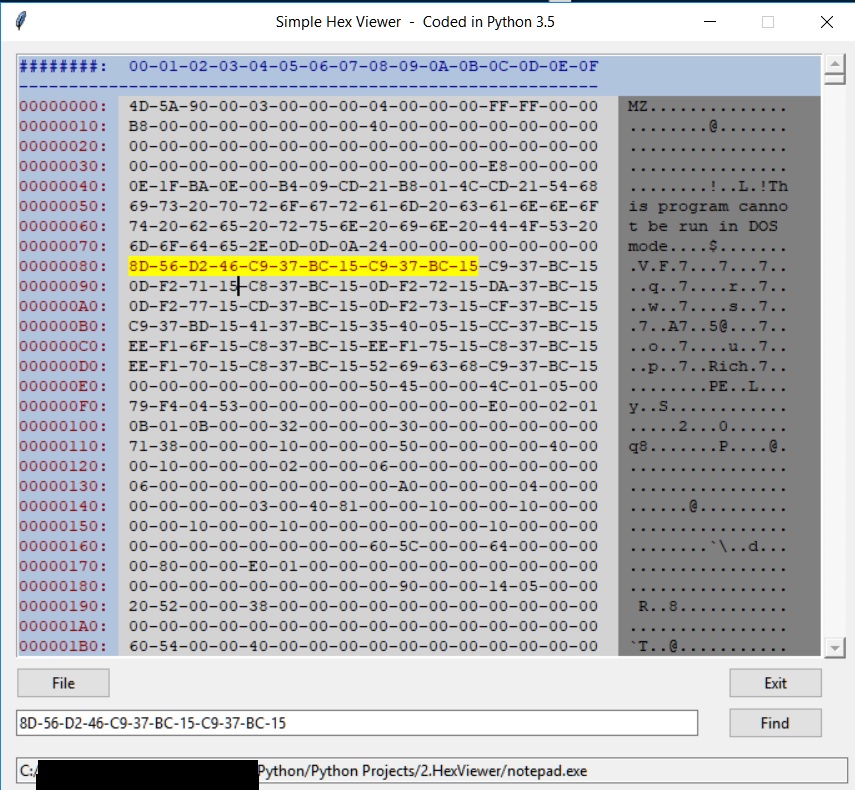 Simple Hex Viewer  -  Coded in Python 3.5
########:  00-01-02-03-04-05-06-07-08-09-0A-0B-0C-0D-0E-0F
----------------------------------------------------------
00000000:  4D-5A-90-00-03-00-00-00-04-00-00-00-FF-FF-00-00   MZ..............
00000010:  B8-00-00-00-00-00-00-00-40-00-00-00-00-00-00-00   ........@.......
00000020:  00-00-00-00-00-00-00-00-00-00-00-00-00-00-00-00   ................
00000030:  00-00-00-00-00-00-00-00-00-00-00-00-E8-00-00-00   ................
00000040:  0E-1F-BA-0E-00-B4-09-CD-21-B8-01-4C-CD-21-54-68   ........!..L.!Th
00000050:  69-73-20-70-72-6F-67-72-61-6D-20-63-61-6E-6E-6F   is program canno
00000060:  74-20-62-65-20-72-75-6E-20-69-6E-20-44-4F-53-20   t be run in DOS
00000070:  6D-6F-64-65-2E-0D-0D-0A-24-00-00-00-00-00-00-00   mode....$.......
00000080:  8D-56-D2-46-C9-37-BC-15-C9-37-BC-15-C9-37-BC-15   .V.F.7...7...7..
00000090:  0D-F2-71-15-C8-37-BC-15-0D-F2-72-15-DA-37-BC-15   ..q..7....r..7..
000000A0:  0D-F2-77-15-CD-37-BC-15-0D-F2-73-15-CF-37-BC-15   ..w..7....s..7..
000000B0:  C9-37-BD-15-41-37-BC-15-35-40-05-15-CC-37-BC-15   .7..A7..5@...7..
000000C0:  EE-F1-6F-15-C8-37-BC-15-EE-F1-75-15-C8-37-BC-15   ..o..7....u..7..
000000D0:  EE-F1-70-15-C8-37-BC-15-52-69-63-68-C9-37-BC-15   ..p..7..Rich.7..
000000E0:  00-00-00-00-00-00-00-00-50-45-00-00-4C-01-05-00   ........PE..L...
000000F0:  79-F4-04-53-00-00-00-00-00-00-00-00-E0-00-02-01   y..S............
00000100:  0B-01-0B-00-00-32-00-00-00-30-00-00-00-00-00-00   .....2...0......
00000110:  71-38-00-00-00-10-00-00-00-50-00-00-00-00-40-00   q8.......P....@.
00000120:  00-10-00-00-00-02-00-00-06-00-00-00-00-00-00-00   ................
00000130:  06-00-00-00-00-00-00-00-00-A0-00-00-00-04-00-00   ................
00000140:  00-00-00-00-03-00-40-81-00-00-10-00-00-10-00-00   ......@.........
00000150:  00-00-10-00-00-10-00-00-00-00-00-00-10-00-00-00   ................
00000160:  00-00-00-00-00-00-00-00-60-5C-00-00-64-00-00-00   ........`\..d...
00000170:  00-80-00-00-E0-01-00-00-00-00-00-00-00-00-00-00   ................
00000180:  00-00-00-00-00-00-00-00-00-90-00-00-14-05-00-00   ................
00000190:  20-52-00-00-38-00-00-00-00-00-00-00-00-00-00-00    R..8...........
000001A0:  00-00-00-00-00-00-00-00-00-00-00-00-00-00-00-00   ................
000001B0:  60-54-00-00-40-00-00-00-00-00-00-00-00-00-00-00   `T..@...........
File Exit
8D-56-D2-46-C9-37-BC-15-C9-37-BC-15 Find
C:/ Python/Python Projects/2.HexViewer/notepad.exe